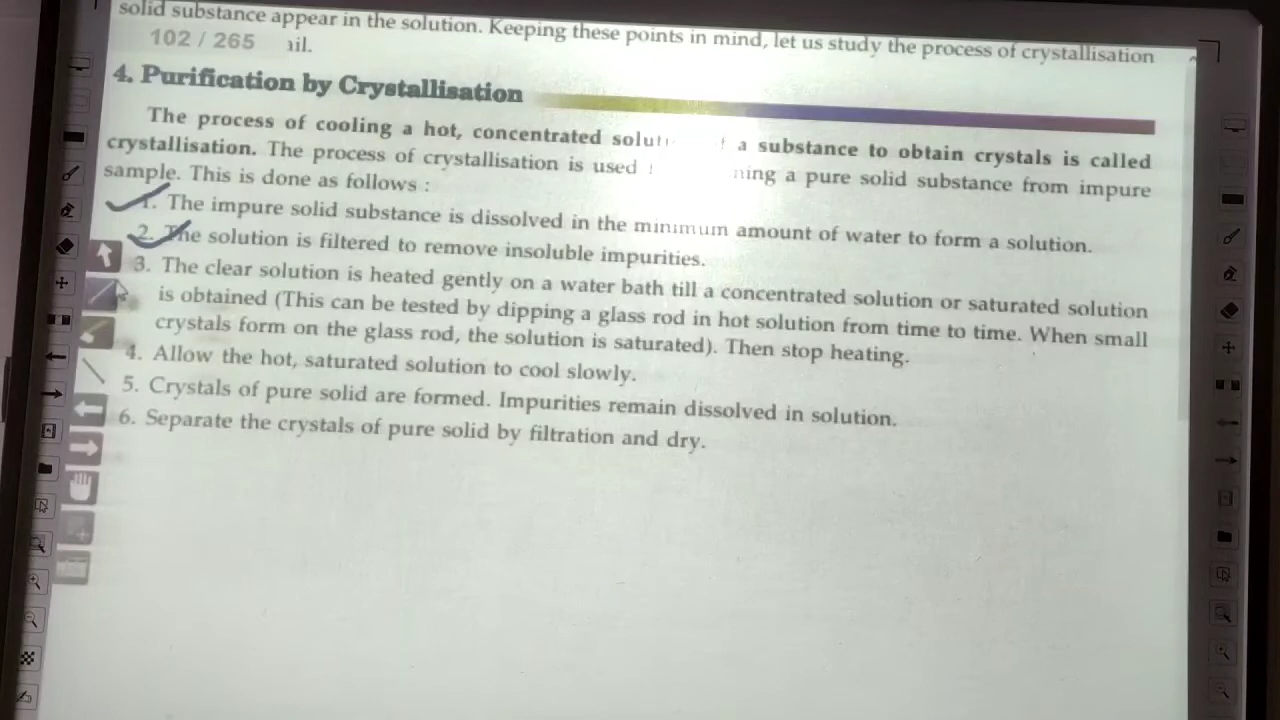 solid substance appear in the solution. Keeping these points in mind, let us study the process of crystallisation
102 / 265 ail.
4. Purification by Crystallisation
The process of cooling a hot, concentrated a substance to obtain crystals is called
crystallisation. The process of crystallisation is used a pure solid substance from impure
sample. This is done as follows :
1. The impure solid substance is dissolved in the minimum amount of water to form a solution.
2. The solution is filtered to remove insoluble impurities.
3. The clear solution is heated gently on a water bath till a concentrated solution or saturated solution
is obtained (This can be tested by dipping a glass rod in hot solution from time to time. When small
crystals form on the glass rod, the solution is saturated). Then stop heating.
4. Allow the hot, saturated solution to cool slowly.
5. Crystals of pure solid are formed. Impurities remain dissolved in solution.
6. Separate the crystals of pure solid by filtration and dry.